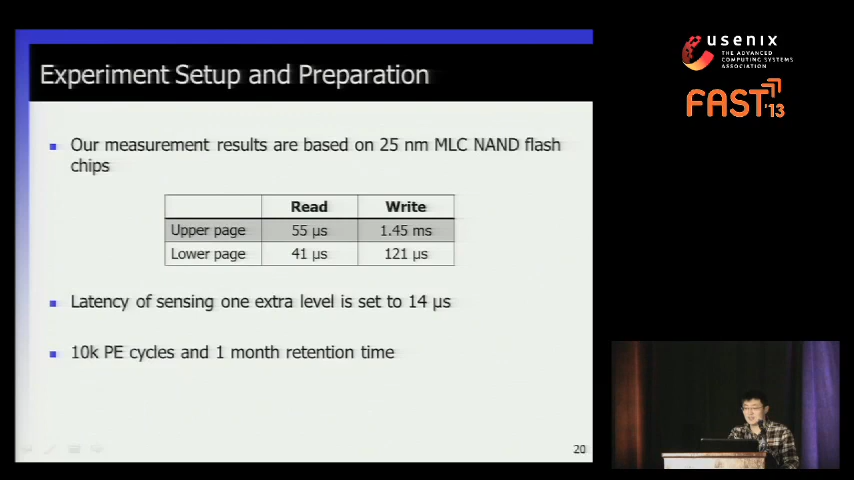 Experiment Setup and Preparation
Our measurement results are based on 25 nm MLC NAND flash
chips
Read Write
Upper page 55 µs 1.45 ms
Lower page 41 µs 121 µs
Latency of sensing one extra level is set to 14 µs
10k PE cycles and 1 month retention time
20
usenix
THE ADVANCED
COMPUTING SYSTEMS
ASSOCIATION
FAST '13